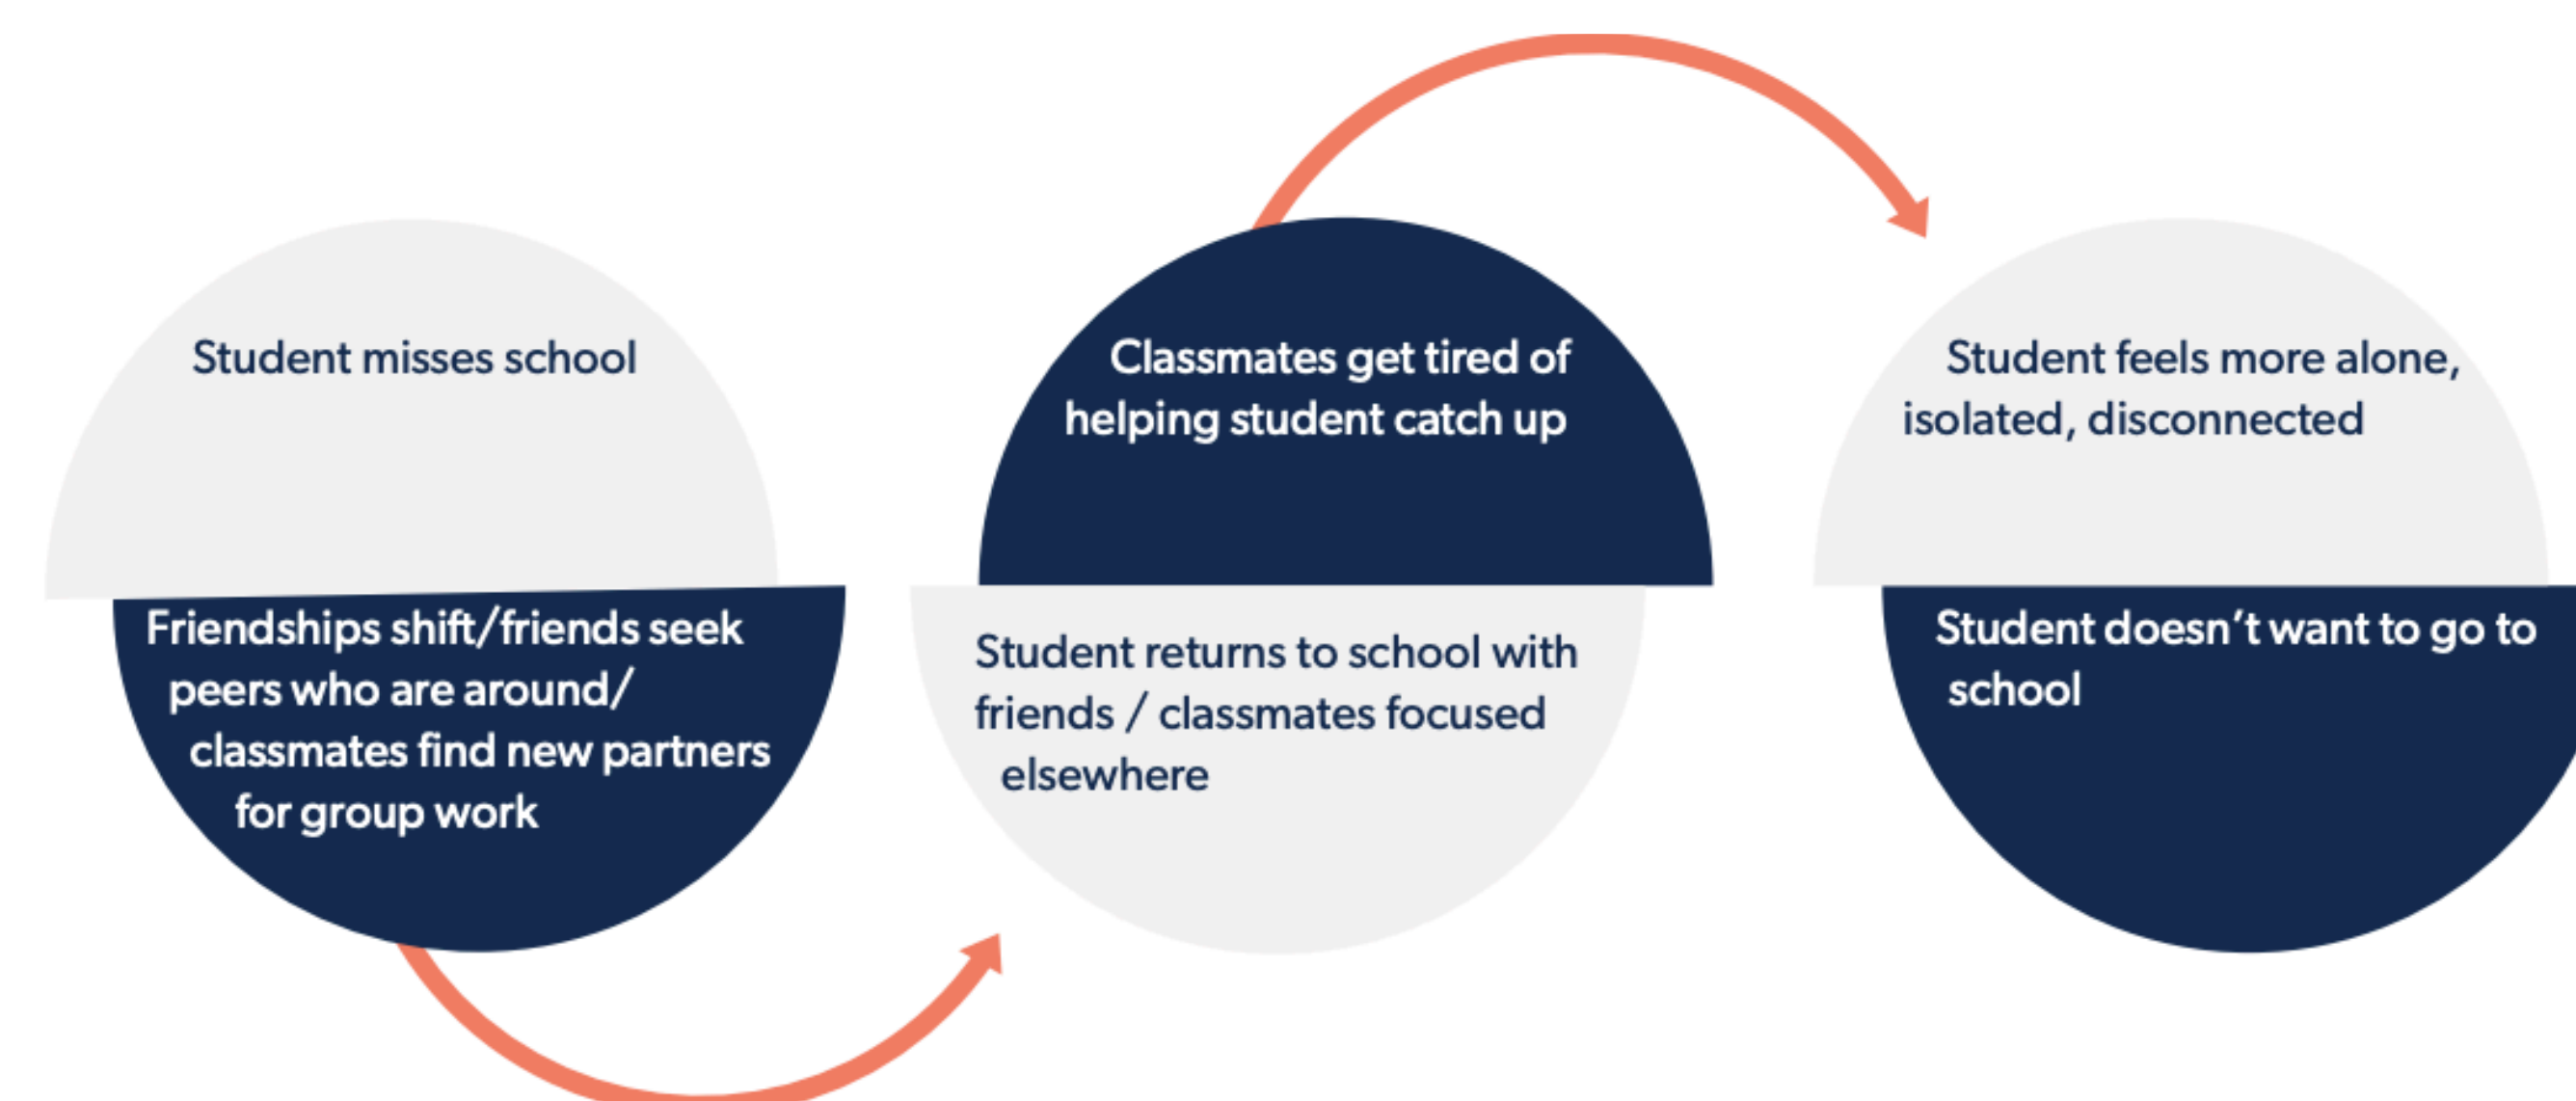 Student misses school
Friendships shift/friends seek
peers who are around/
classmates find new partners
for group work
Classmates get tired of
helping student catch up
Student returns to school with
friends / classmates focused
elsewhere
Student feels more alone,
isolated, disconnected
Student doesn't want to go to
school